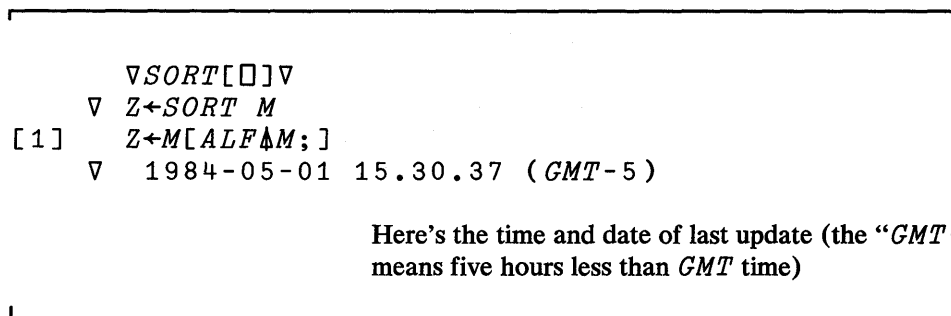 ∇SORT[⎕]∇
∇ Z←SORT M
[1] Z←M[ALF⍋M;]
∇ 1984-05-01 15.30.37 (GMT-5)
Here's the time and date of last update (the “GMT
means five hours less than GMT time)